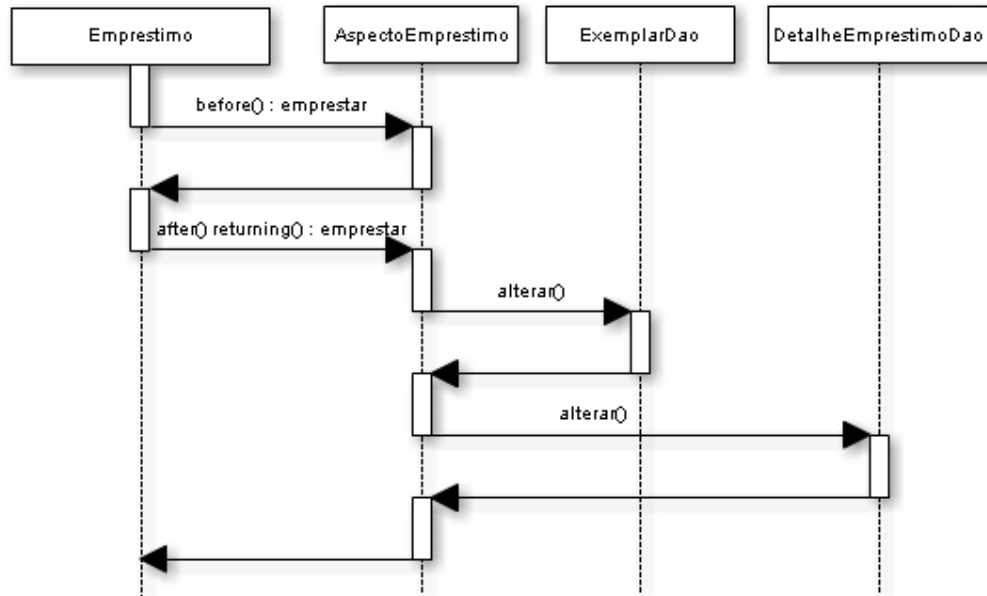 Emprestimo
AspectoEmprestimo
ExemplarDao
DetalheEmprestimoDao
before() : emprestar
after() returning() : emprestar
alterar()
alterar()